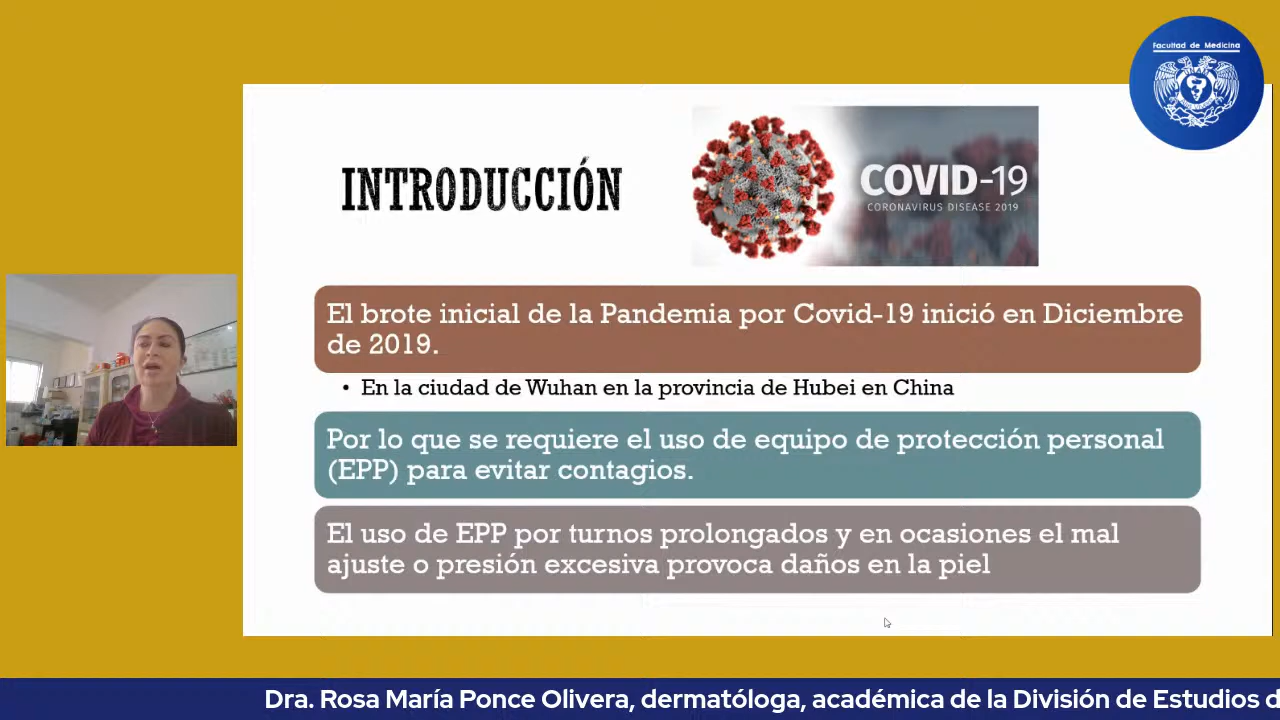 Facultad de Medicina
INTRODUCCIÓN
COVID-19
CORONAVIRUS DISEASE 2019
El brote inicial de la Pandemia por Covid-19 inició en Diciembre
de 2019.
• En la ciudad de Wuhan en la provincia de Hubei en China
Por lo que se requiere el uso de equipo de protección personal
(EPP) para evitar contagios.
El uso de EPP por turnos prolongados y en ocasiones el mal
ajuste o presión excesiva provoca daños en la piel
Dra. Rosa María Ponce Olivera, dermatóloga, académica de la División de Estudios d